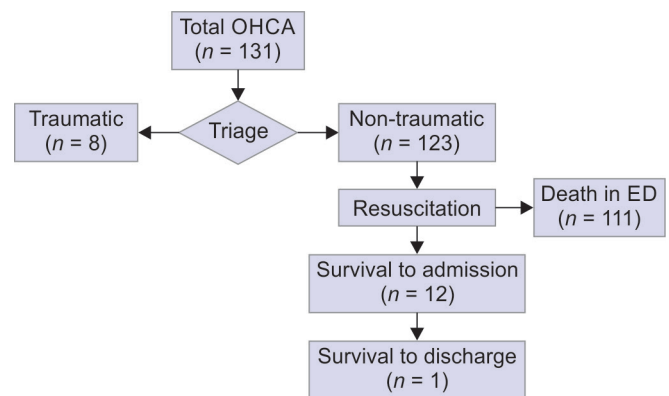 Total OHCA
(n = 131)
Traumatic
(n = 8)
Triage
Non-traumatic
(n = 123)
Resuscitation
Death in ED
(n = 111)
Survival to admission
(n = 12)
Survival to discharge
(n = 1)